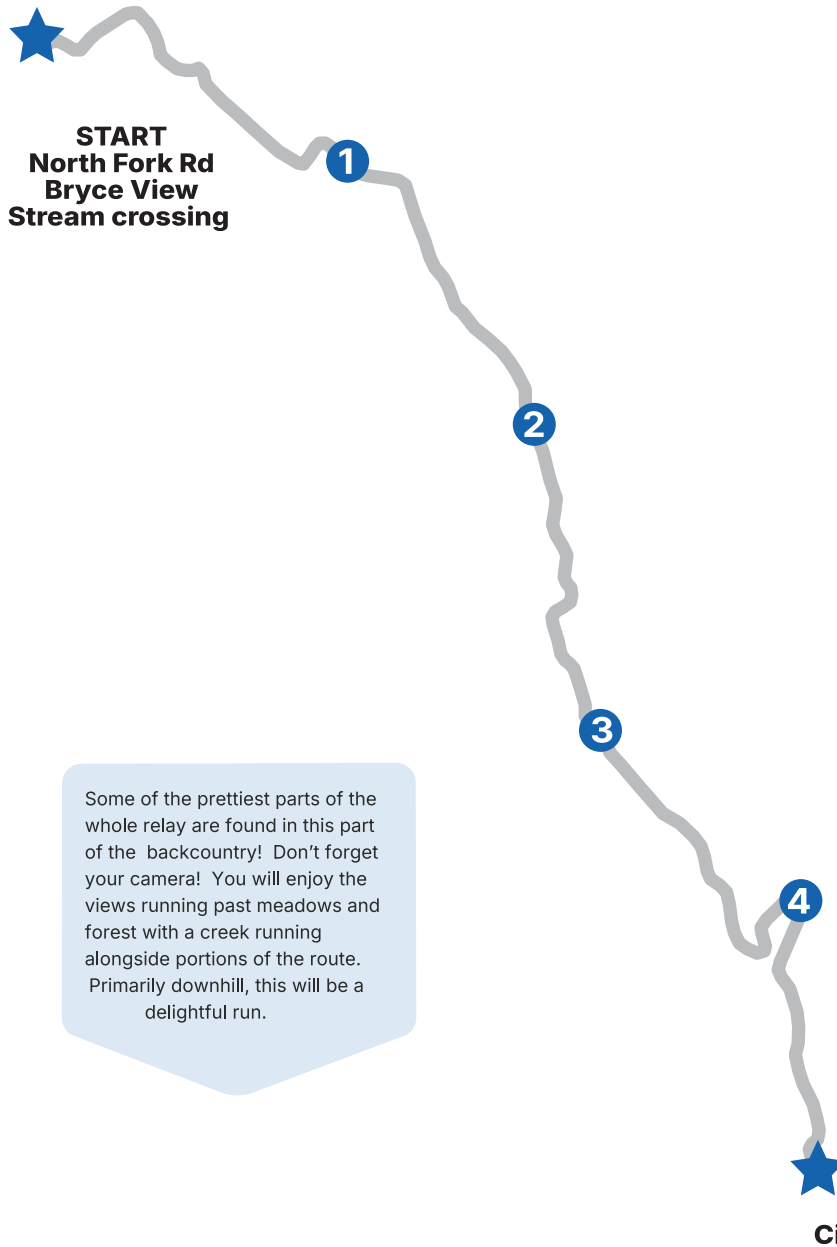 START
North Fork Rd
Bryce View
Stream crossing
1
2
3
Some of the prettiest parts of the
whole relay are found in this part
of the  backcountry!  Don’t forget
your camera!  You will enjoy the
views running past meadows and
forest with a creek running
alongside portions of the route.
Primarily downhill, this will be a
delightful run.
4
Ci